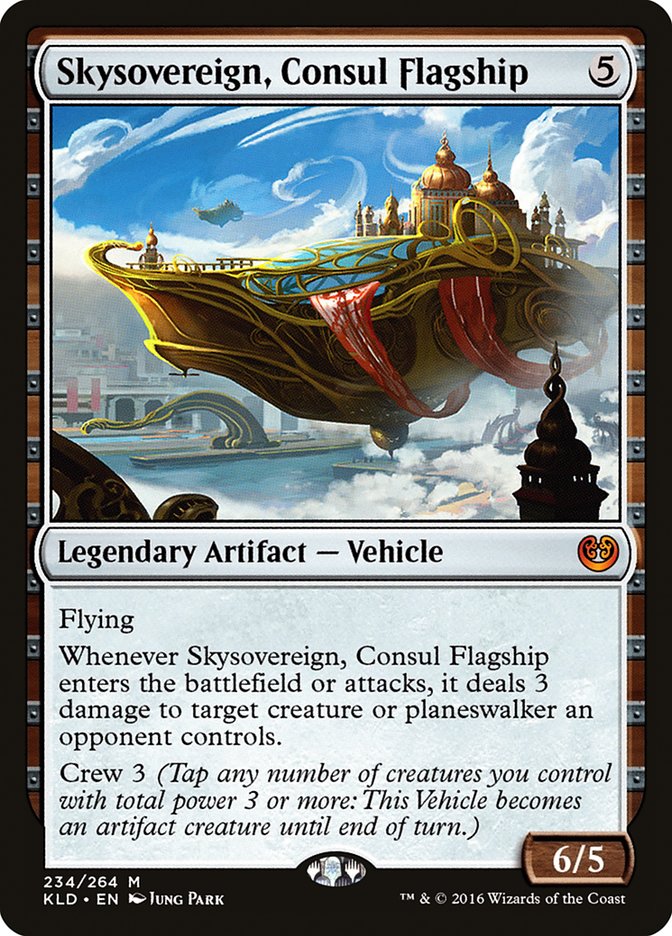 Skysovereign, Consul Flagship 5
Legendary Artifact — Vehicle
Flying
Whenever Skysovereign, Consul Flagship
enters the battlefield or attacks, it deals 3
damage to target creature or planeswalker an
opponent controls.
Crew 3 (Tap any number of creatures you control
with total power 3 or more: This Vehicle becomes
an artifact creature until end of turn.)
6/5
234/264 M
KLD • EN Jung Park
™ & © 2016 Wizards of the Coast